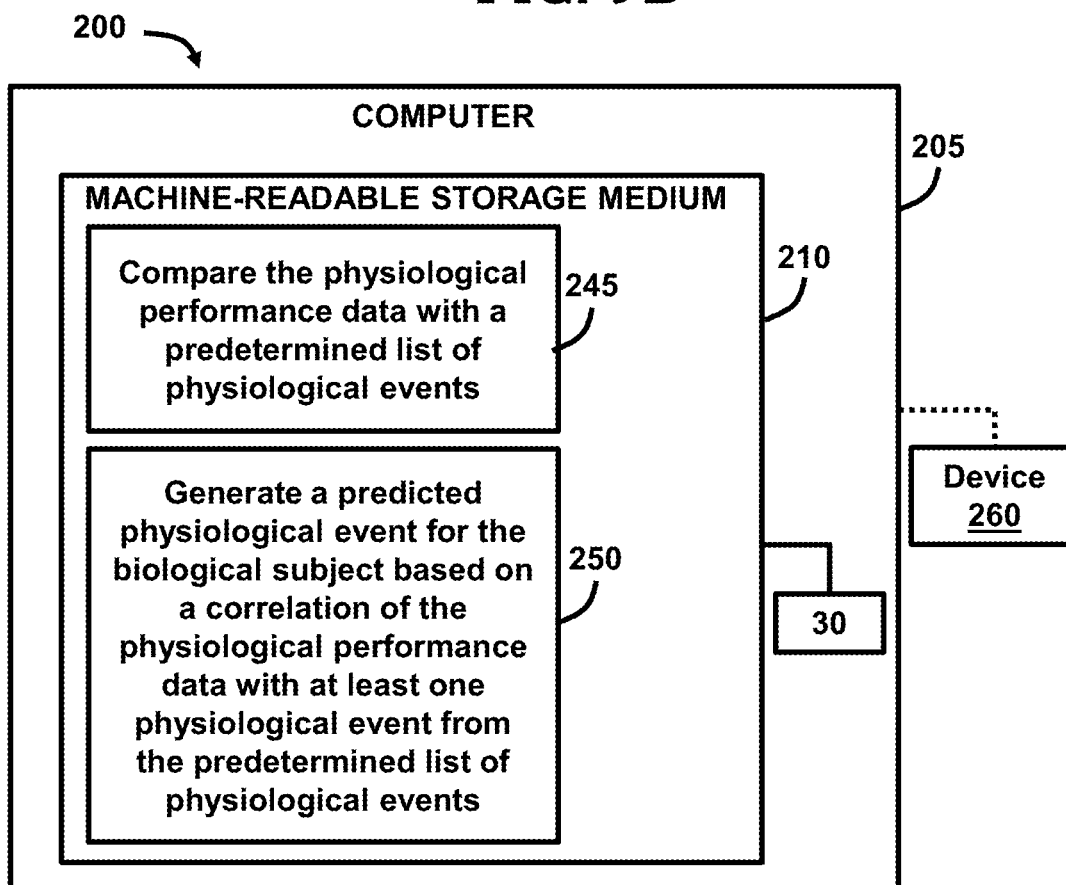 200
COMPUTER
205
MACHINE-READABLE STORAGE MEDIUM
210
Compare the physiological
performance data with a
predetermined list of
physiological events
245
Generate a predicted
physiological event for the
biological subject based on
a correlation of the
physiological performance
data with at least one
physiological event from
the predetermined list of
physiological events
250
30
Device
260